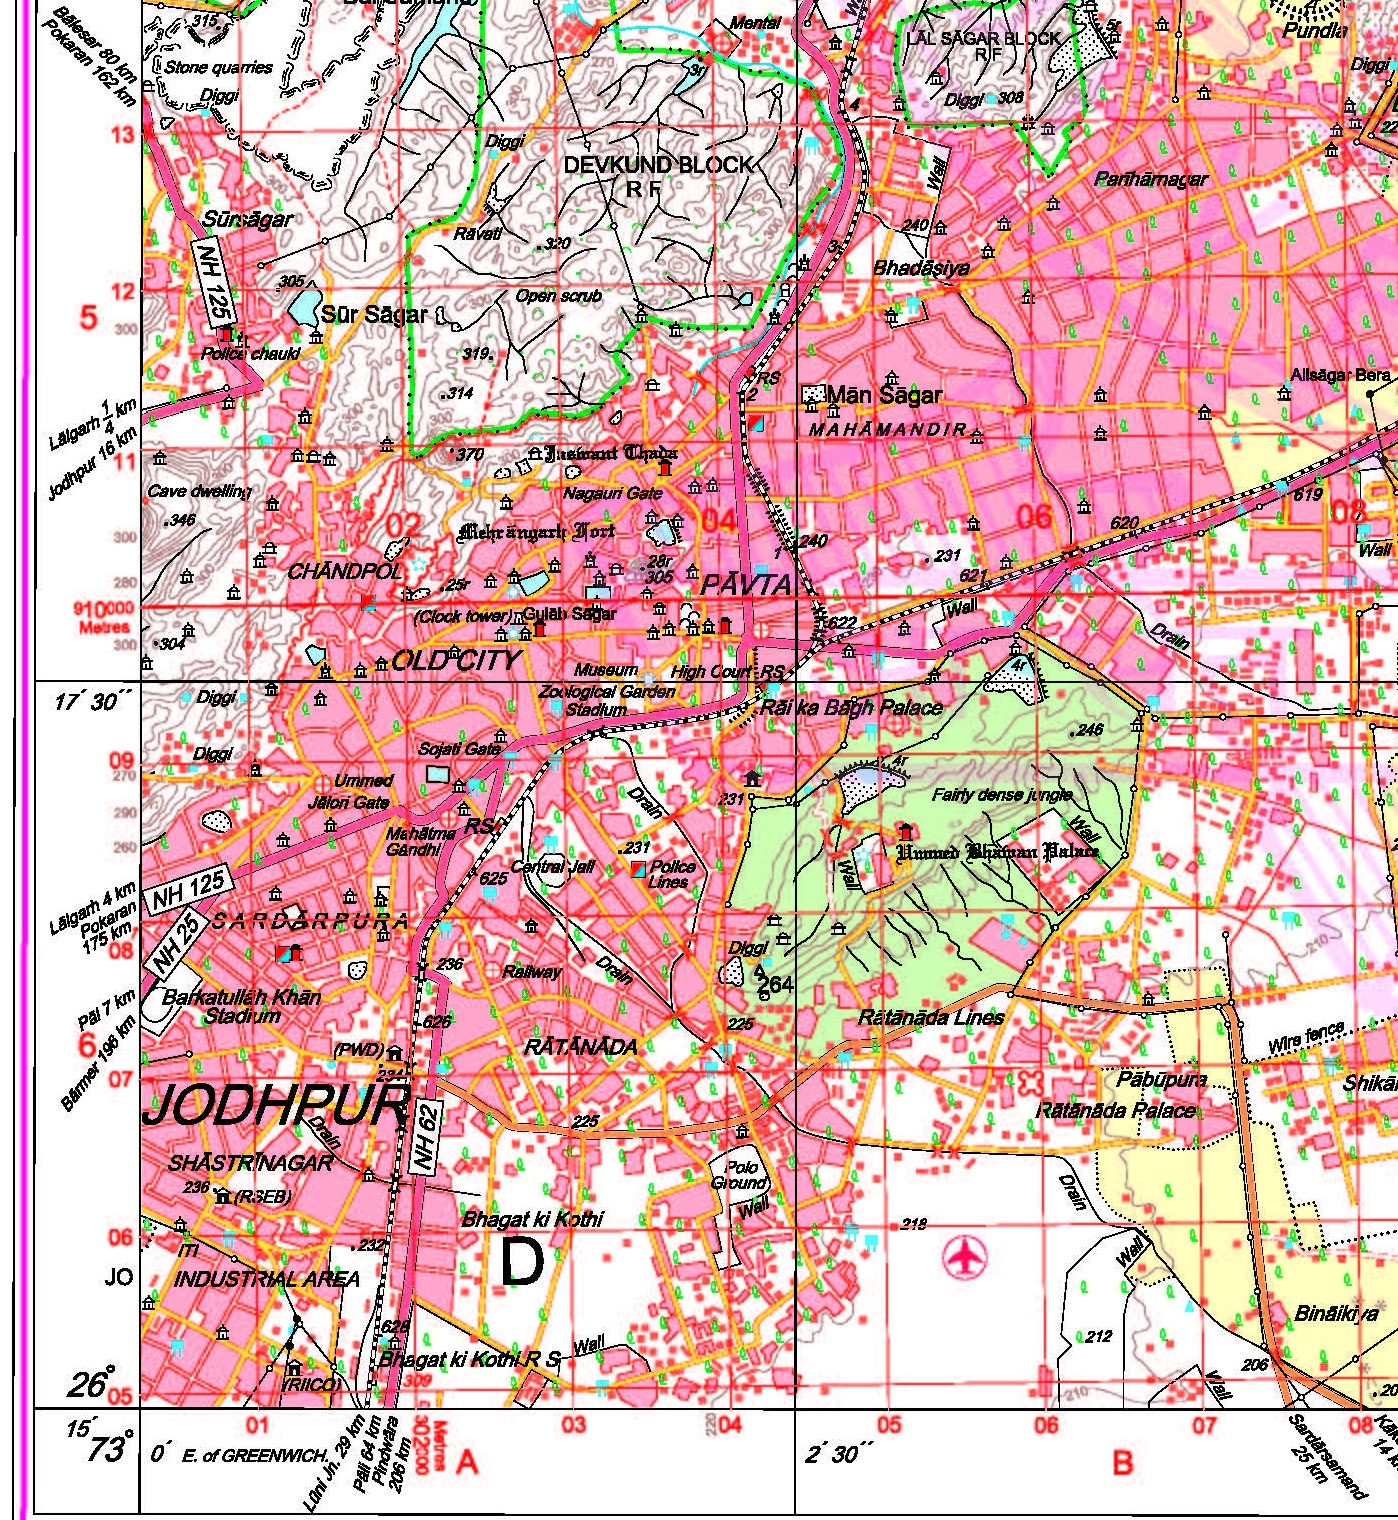 315
Mental
LĀL SĀGAR BLOCK
R F
Pundla
5r
Bālesar 80 km
Pokaran 162 km
Stone quarries
Diggi
3r
270
Diggi 308
Diggi
4
13
Diggi
DEVKUND BLOCK
R F
Wall
Parihārnagar
Sūrsāgar
Rāvati
320
240
3
NH 125
Bhadāsiya
305
12
5
300
Open scrub
Sūr Sāgar
Police chauki
319
RS
Alisāgar Bera
314
2
Mān Sāgar
Lālgarh 1/4 km
Jodhpur 16 km
MAHĀMANDIR
11
370
Jaswant Thada
Cave dwelling
Nagauri Gate
619
346
02
04
06
08
620
Mehrāngarh Fort
300
240
Wall
1
231
CHĀNDPOL
28r
305
621
280
25r
PĀVTA
910000
Metres
(Clock tower)
Gulāb Sāgar
Wall
622
300
304
Drain
OLD CITY
Museum
High Court
RS
4r
17′ 30″
Diggi
Zoological Garden
Stadium
Rāi ka Bāgh Palace
246
Diggi
Sojati Gate
09
270
Ummed
4r
Jālori Gate
231
Fairly dense jungle
290
Drain
Mahātma
Gāndhi
RS
Wall
260
231
Ummed Bhawan Palace
Central Jail
Police
Lines
Wall
625
Lālgarh 4 km
Pokaran
175 km
NH 125
SARDĀRPURA
NH 25
Diggi
210
08
236
Railway
Drain
264
Pāl 7 km
Bārmer 196 km
Barkatullāh Khān
Stadium
626
225
Rātānāda Lines
6
(PWD)
RĀTĀNĀDA
Wire fence
234
07
Pābūpura
JODHPUR
225
Rātānāda Palace
NH 62
Drain
SHĀSTRĪNAGAR
Polo
Ground
236
(RSEB)
Drain
Wall
Bhagat ki Kothi
218
06
232
ITI
D
Wall
JO
INDUSTRIAL AREA
Bināikiya
628
212
Wall
Bhagat ki Kothi R S
206
26°
(RIICO)
309
210
Wall
05
15′
01
302000
Metres
03
220
04
05
06
07
08
73°
0′ E. of GREENWICH.
Lūni Jn. 29 km
Pāli 64 km
Pindwāra
206 km
A
2′ 30″
B
Sardārsamand
25 km